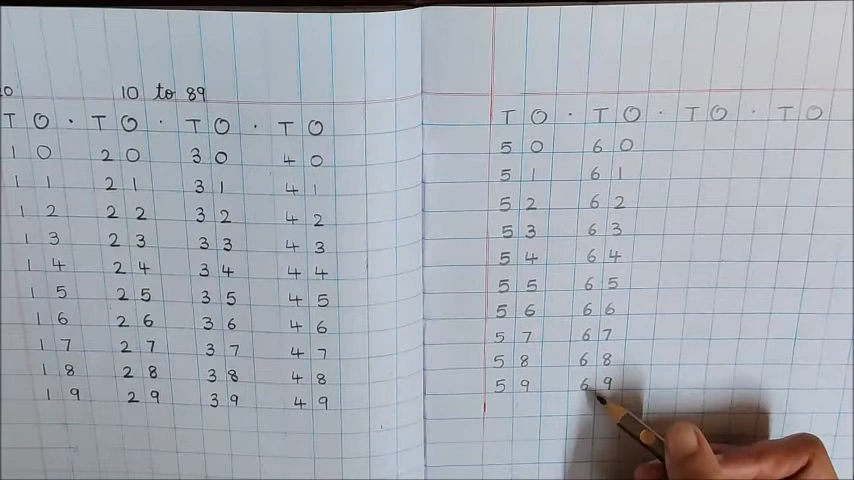 0 10 to 89
T O · T O · T O · T O
1 0 2 0 3 0 4 0
1 1 2 1 3 1 4 1
1 2 2 2 3 2 4 2
1 3 2 3 3 3 4 3
1 4 2 4 3 4 4 4
1 5 2 5 3 5 4 5
1 6 2 6 3 6 4 6
1 7 2 7 3 7 4 7
1 8 2 8 3 8 4 8
1 9 2 9 3 9 4 9
T O · T O · T O · T O
5 0 6 0
5 1 6 1
5 2 6 2
5 3 6 3
5 4 6 4
5 5 6 5
5 6 6 6
5 7 6 7
5 8 6 8
5 9 6 9